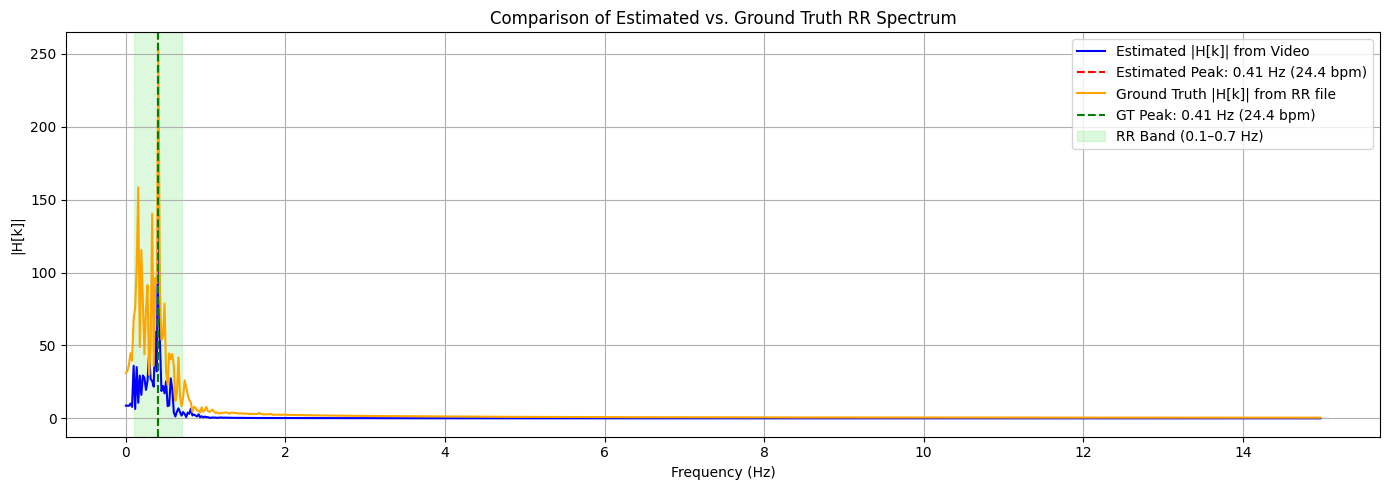 Comparison of Estimated vs. Ground Truth RR Spectrum
Estimated |H[k]| from Video
Estimated Peak: 0.41 Hz (24.4 bpm)
Ground Truth |H[k]| from RR file
GT Peak: 0.41 Hz (24.4 bpm)
RR Band (0.1–0.7 Hz)
|H[k]|
250
200
150
100
50
0
0 2 4 6 8 10 12 14
Frequency (Hz)